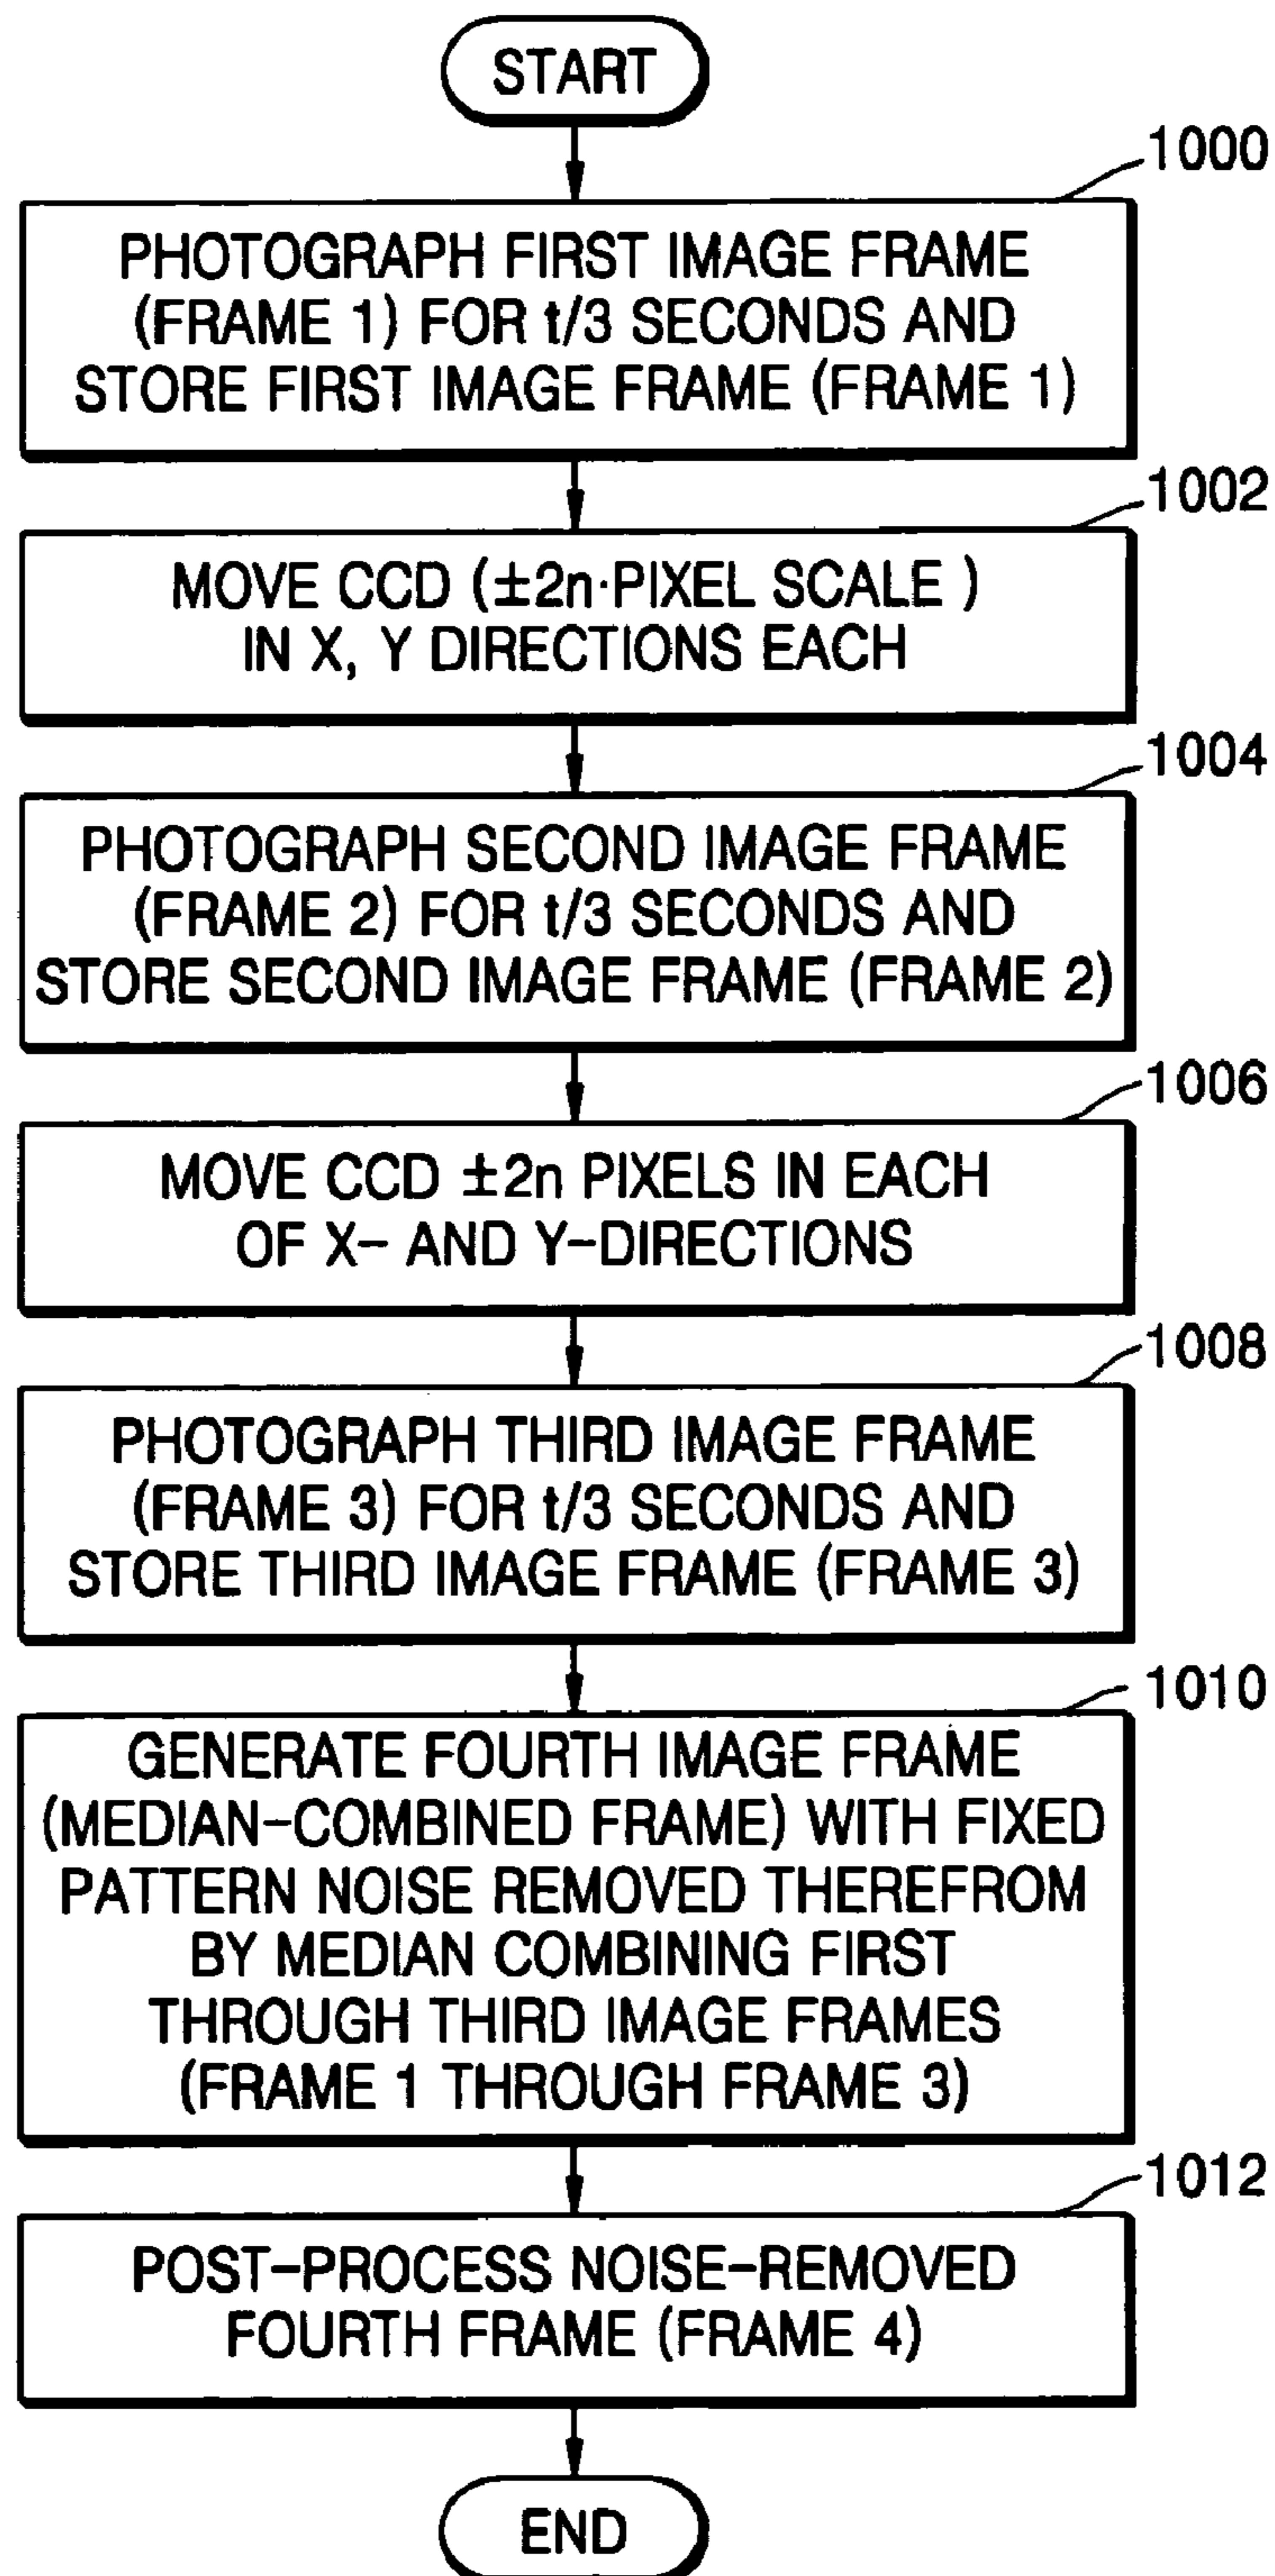 START
1000
PHOTOGRAPH FIRST IMAGE FRAME
(FRAME 1) FOR t/3 SECONDS AND
STORE FIRST IMAGE FRAME (FRAME 1)
1002
MOVE CCD (±2n·PIXEL SCALE )
IN X, Y DIRECTIONS EACH
1004
PHOTOGRAPH SECOND IMAGE FRAME
(FRAME 2) FOR t/3 SECONDS AND
STORE SECOND IMAGE FRAME (FRAME 2)
1006
MOVE CCD ±2n PIXELS IN EACH
OF X- AND Y-DIRECTIONS
1008
PHOTOGRAPH THIRD IMAGE FRAME
(FRAME 3) FOR t/3 SECONDS AND
STORE THIRD IMAGE FRAME (FRAME 3)
1010
GENERATE FOURTH IMAGE FRAME
(MEDIAN-COMBINED FRAME) WITH FIXED
PATTERN NOISE REMOVED THEREFROM
BY MEDIAN COMBINING FIRST
THROUGH THIRD IMAGE FRAMES
(FRAME 1 THROUGH FRAME 3)
1012
POST-PROCESS NOISE-REMOVED
FOURTH FRAME (FRAME 4)
END